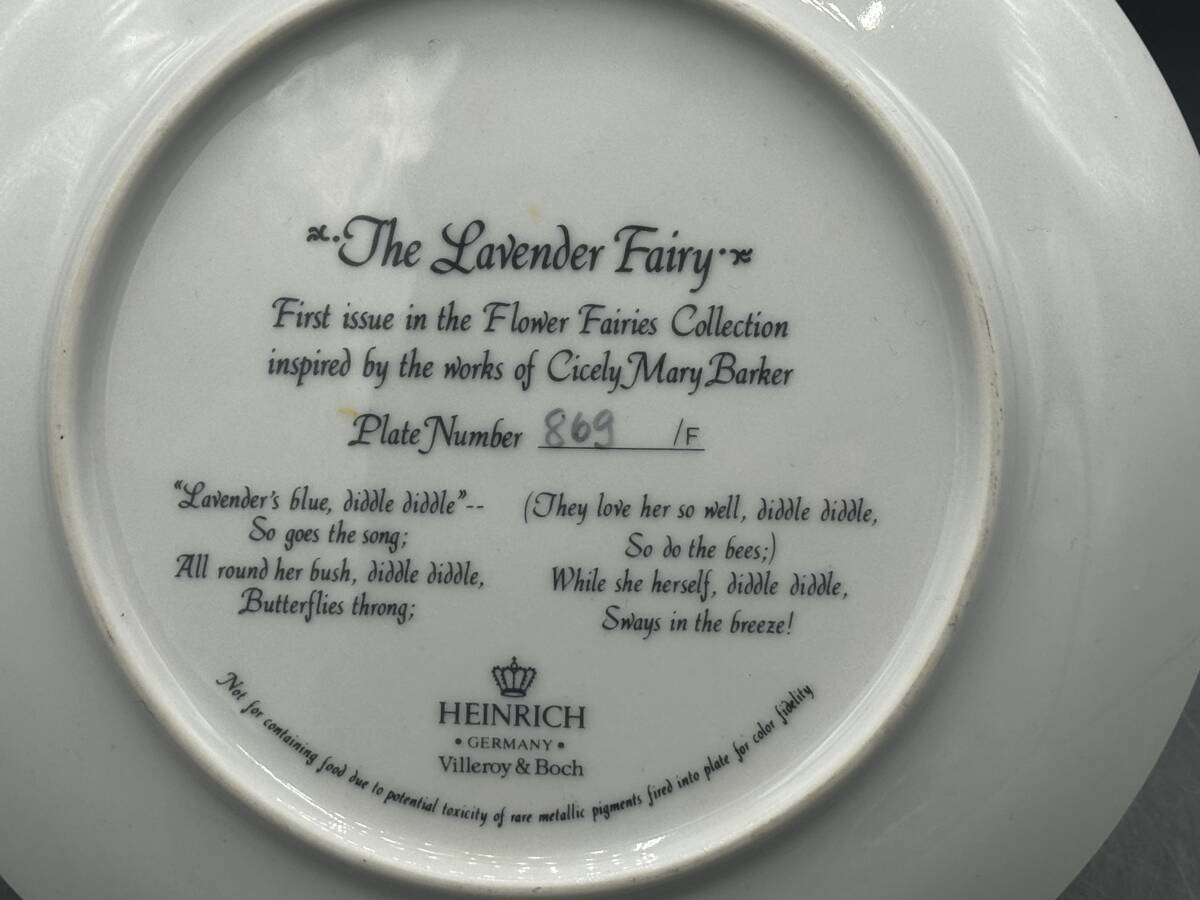 The Lavender Fairy
First issue in the Flower Fairies Collection
inspired by the works of Cicely Mary Barker
Plate Number 869 /F
"Lavender's blue, diddle diddle"--
So goes the song;
All round her bush, diddle diddle,
Butterflies throng;
(They love her so well, diddle diddle,
So do the bees;)
While she herself, diddle diddle,
Sways in the breeze!
HEINRICH
• GERMANY •
Villeroy & Boch
Not for containing food due to potential toxicity of rare metallic pigments fired into plate for color fidelity